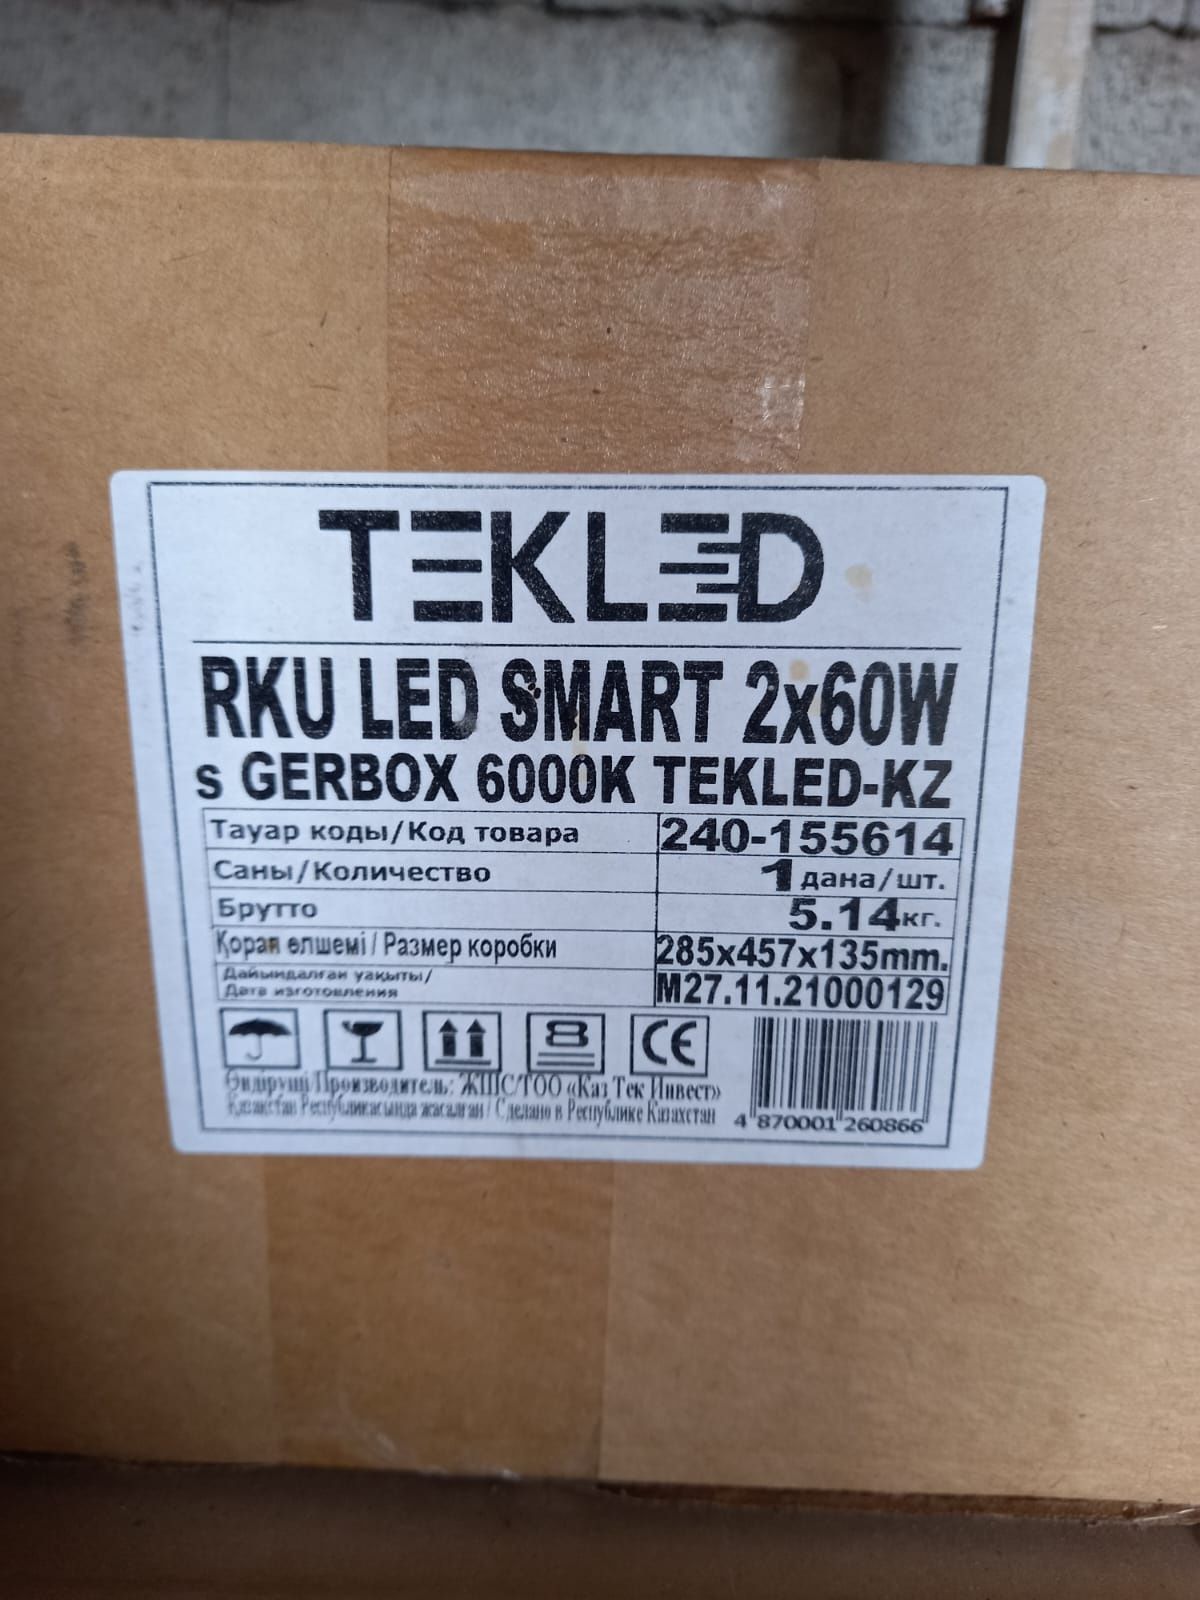 TEKLED
RKU LED SMART 2x60W
s GERBOX 6000K TEKLED-KZ
Тауар коды/Код товара 240-155614
Саны/Количество 1 дана/шт.
Брутто 5.14кг.
Қорап өлшемі / Размер коробки 285x457x135mm.
Дайындалған уақыты/
Дата изготовления M27.11.21000129
8
CE
Өндіруші/Производитель: ЖШС/ТОО «Каз Тек Инвест»
Қазақстан Республикасында жасалған / Сделано в Республике Казахстан
4 870001 260866